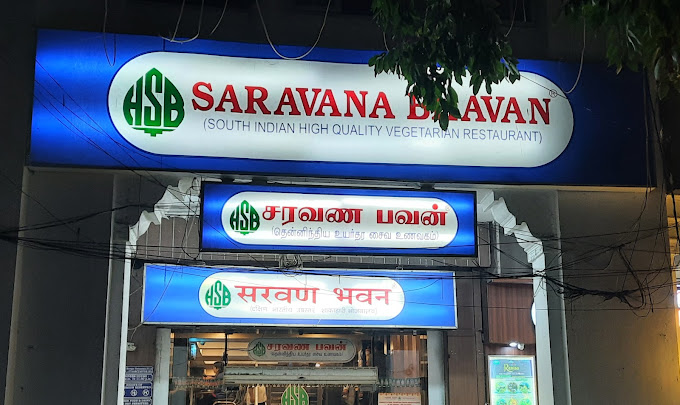 HSB SARAVANA BHAVAN®
(SOUTH INDIAN HIGH QUALITY VEGETARIAN RESTAURANT)
HSB சரவண பவன்
(தென்னிந்திய உயர்தர சைவ உணவகம்)
HSB सरवण भवन
HSB சரவண பவன்